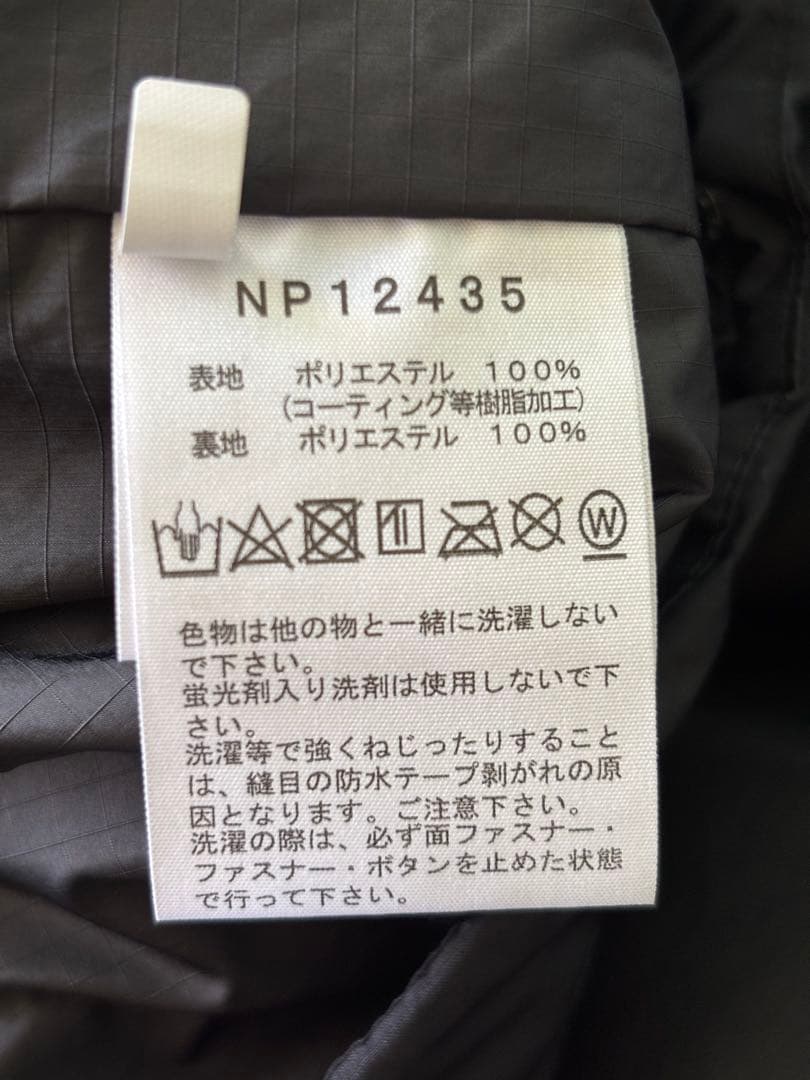 NP12435
表地 ポリエステル 100%
(コーティング等樹脂加工)
裏地 ポリエステル 100%
W
色物は他の物と一緒に洗濯しない
で下さい。
蛍光剤入り洗剤は使用しないで下
さい。
洗濯等で強くねじったりすること
は、縫目の防水テープ剥がれの原
因となります。ご注意下さい。
洗濯の際は、必ず面ファスナー・
ファスナー・ボタンを止めた状態
で行って下さい。